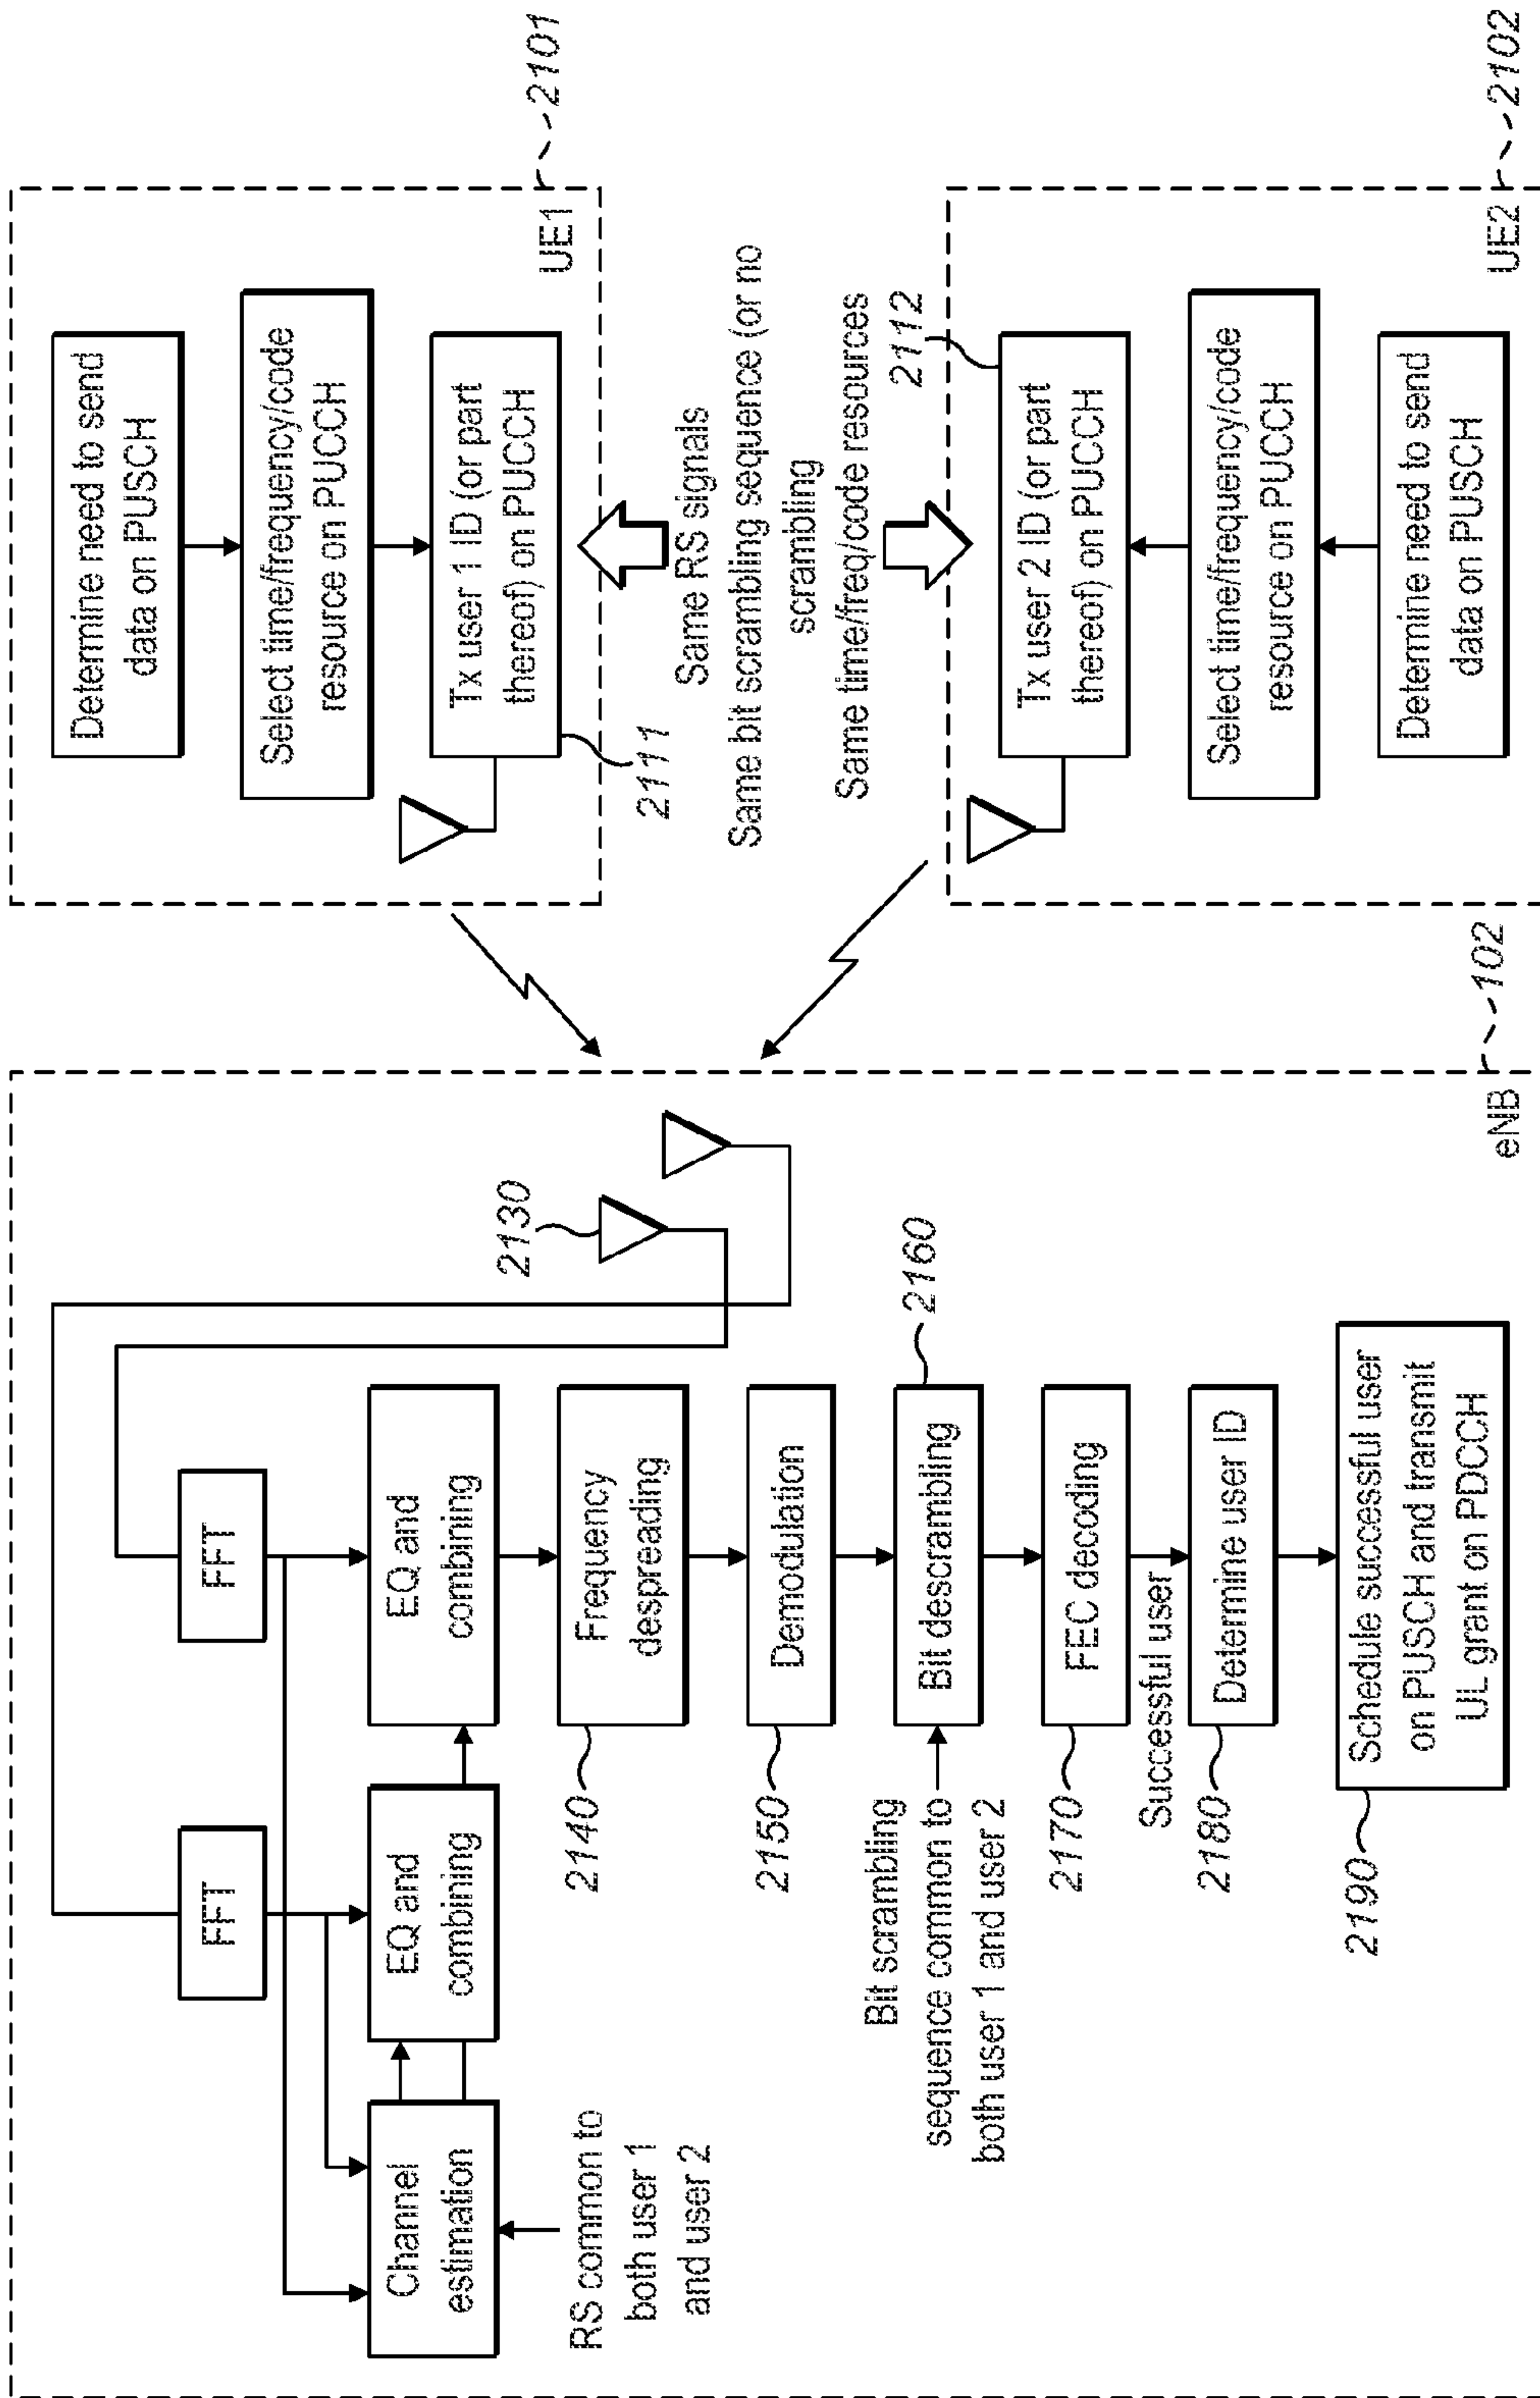 FFT
FFT
Channel
estimation
EQ and
combining
EQ and
combining
RS common to
both user 1
and user 2
2130
2140
Frequency
despreading
2150
Demodulation
Bit scrambling
sequence common to
both user 1 and user 2
2160
Bit descrambling
2170
FEC decoding
Successful user
2180
Determine user ID
2190
Schedule successful user
on PUSCH and transmit
UL grant on PDCCH
eNB
102
Determine need to send
data on PUSCH
Select time/frequency/code
resource on PUCCH
Tx user 1 ID (or part
thereof) on PUCCH
2111
UE1
2101
Same RS signals
Same bit scrambling sequence (or no
scrambling
Same time/freq/code resources
2112
Tx user 2 ID (or part
thereof) on PUCCH
Select time/frequency/code
resource on PUCCH
Determine need to send
data on PUSCH
UE2
2102